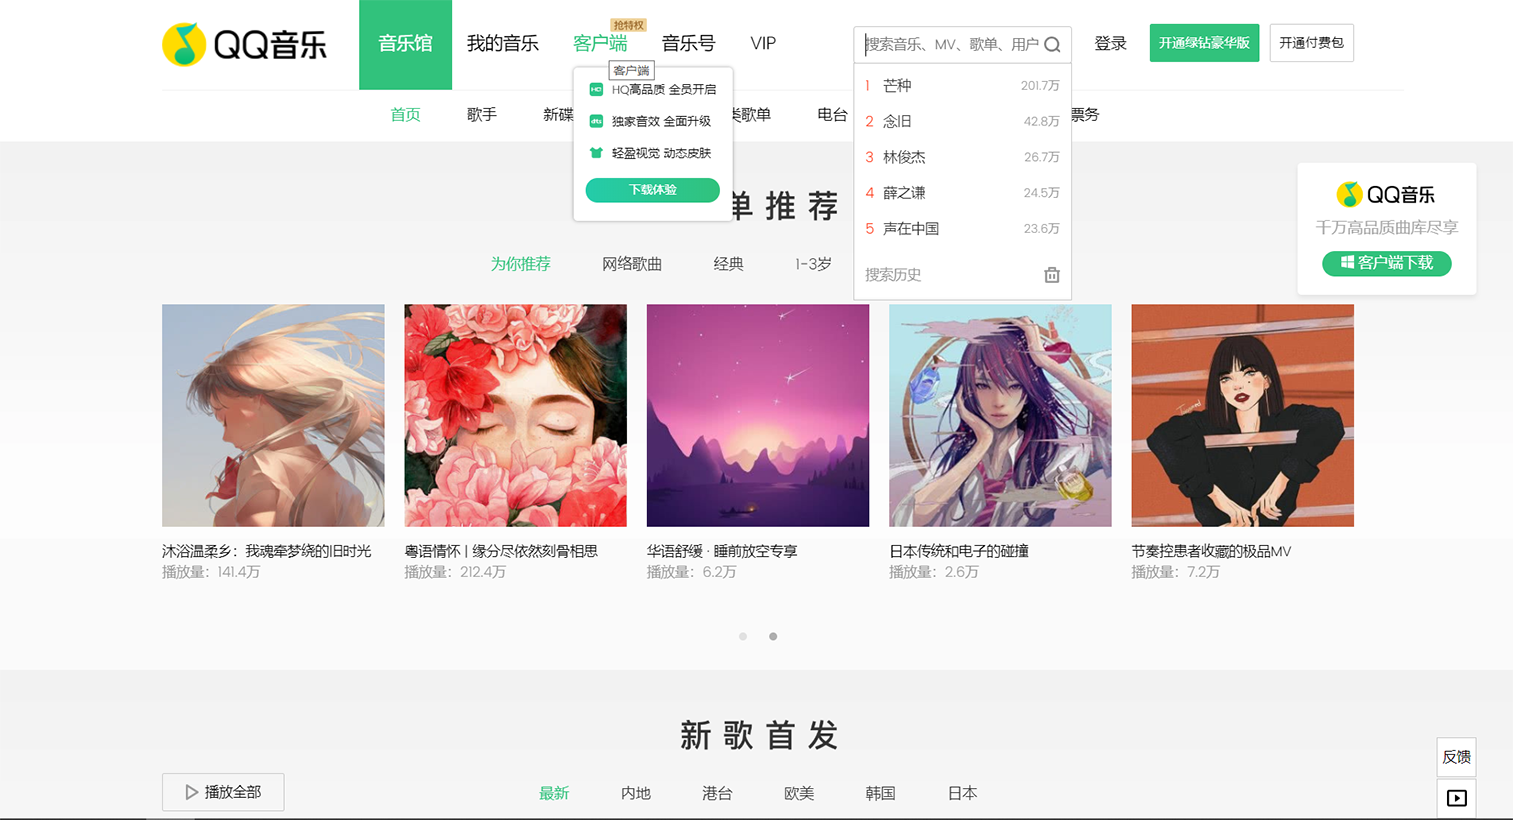 QQ音乐
音乐馆
我的音乐
客户端
抢特权
音乐号
VIP
搜索音乐、MV、歌单、用户
登录
开通绿钻豪华版
开通付费包
客户端
HQ高品质 全员开启
独家音效 全面升级
轻盈视觉 动态皮肤
下载体验
1 芒种 201.7万
2 念旧 42.8万
3 林俊杰 26.7万
4 薛之谦 24.5万
5 声在中国 23.6万
搜索历史
首页
歌手
新碟
类歌单
电台
票务
QQ音乐
千万高品质曲库尽享
客户端下载
单推荐
为你推荐
网络歌曲
经典
1-3岁
沐浴温柔乡：我魂牵梦绕的旧时光
播放量：141.4万
粤语情怀 | 缘分尽依然刻骨相思
播放量：212.4万
华语舒缓 · 睡前放空专享
播放量：6.2万
日本传统和电子的碰撞
播放量：2.6万
节奏控患者收藏的极品MV
播放量：7.2万
新歌首发
播放全部
最新
内地
港台
欧美
韩国
日本
反馈